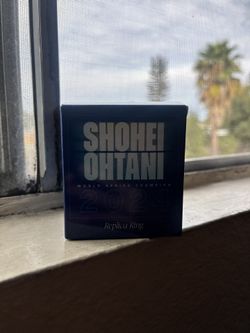 SHOHEI
OHTANI
WORLD SERIES CHAMPION
2024
Replica Ring